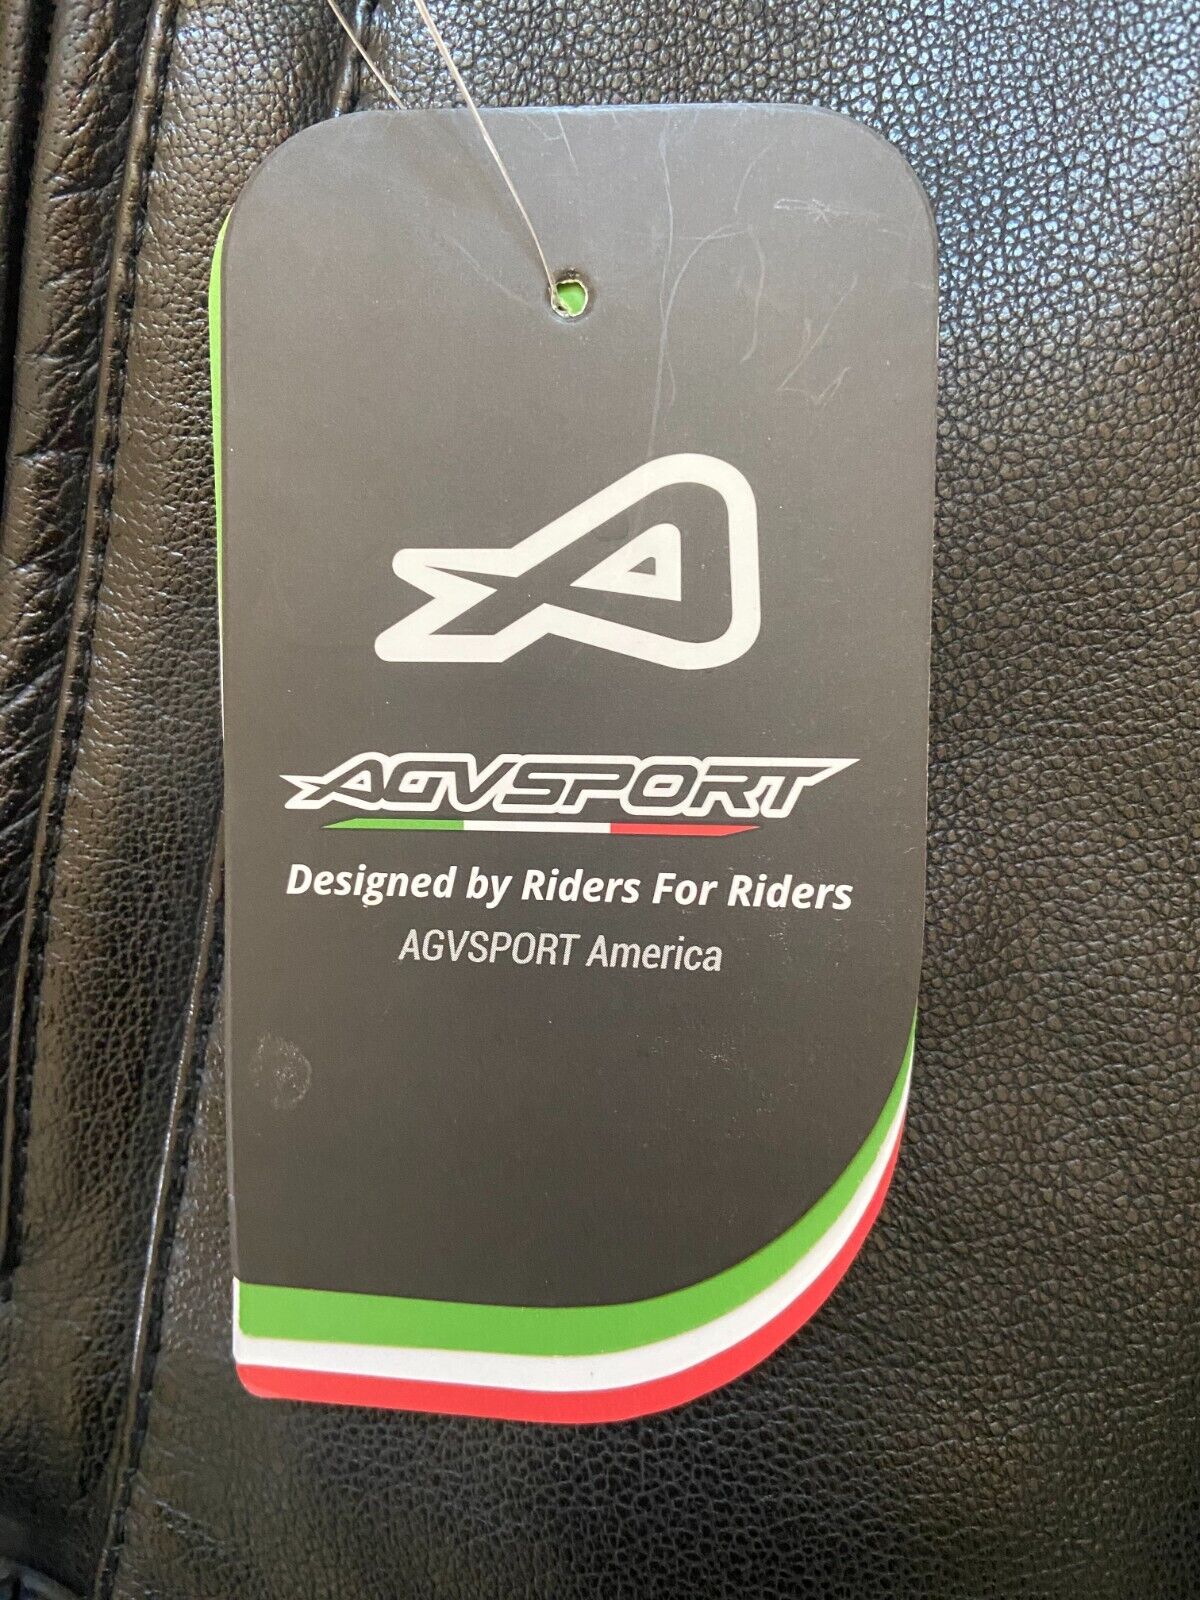 AGVSPORT
Designed by Riders For Riders
AGVSPORT America